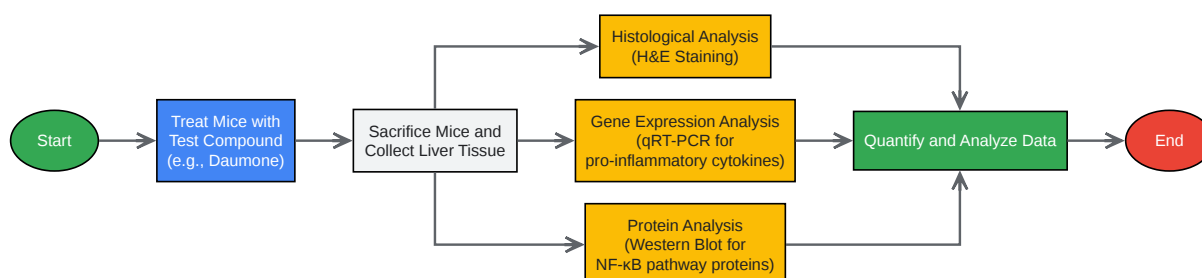 Start
Treat Mice with
Test Compound
(e.g., Daumone)
Sacrifice Mice and
Collect Liver Tissue
Histological Analysis
(H&E Staining)
Gene Expression Analysis
(qRT-PCR for
pro-inflammatory cytokines)
Protein Analysis
(Western Blot for
NF-κB pathway proteins)
Quantify and Analyze Data
End